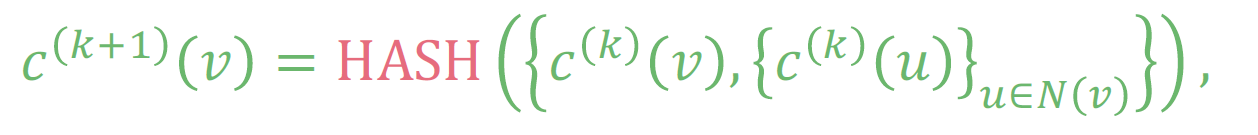 c^{(k+1)}(v) = HASH({c^{(k)}(v), {c^{(k)}(u)}_{u∈N(v)}}),